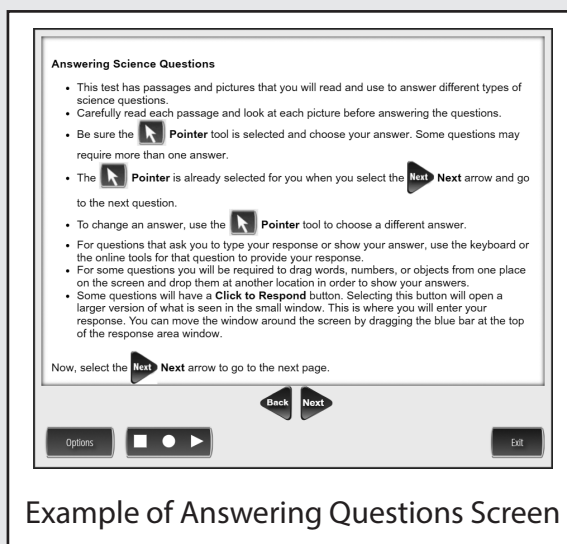 Answering Science Questions
• This test has passages and pictures that you will read and use to answer different types of
science questions.
• Carefully read each passage and look at each picture before answering the questions.
• Be sure the Pointer tool is selected and choose your answer. Some questions may
require more than one answer.
• The Pointer is already selected for you when you select the Next Next arrow and go
to the next question.
• To change an answer, use the Pointer tool to choose a different answer.
• For questions that ask you to type your response or show your answer, use the keyboard or
the online tools for that question to provide your response.
• For some questions you will be required to drag words, numbers, or objects from one place
on the screen and drop them at another location in order to show your answers.
• Some questions will have a Click to Respond button. Selecting this button will open a
larger version of what is seen in the small window. This is where you will enter your
response. You can move the window around the screen by dragging the blue bar at the top
of the response area window.
Now, select the Next Next arrow to go to the next page.
Back Next
Options Exit
Example of Answering Questions Screen